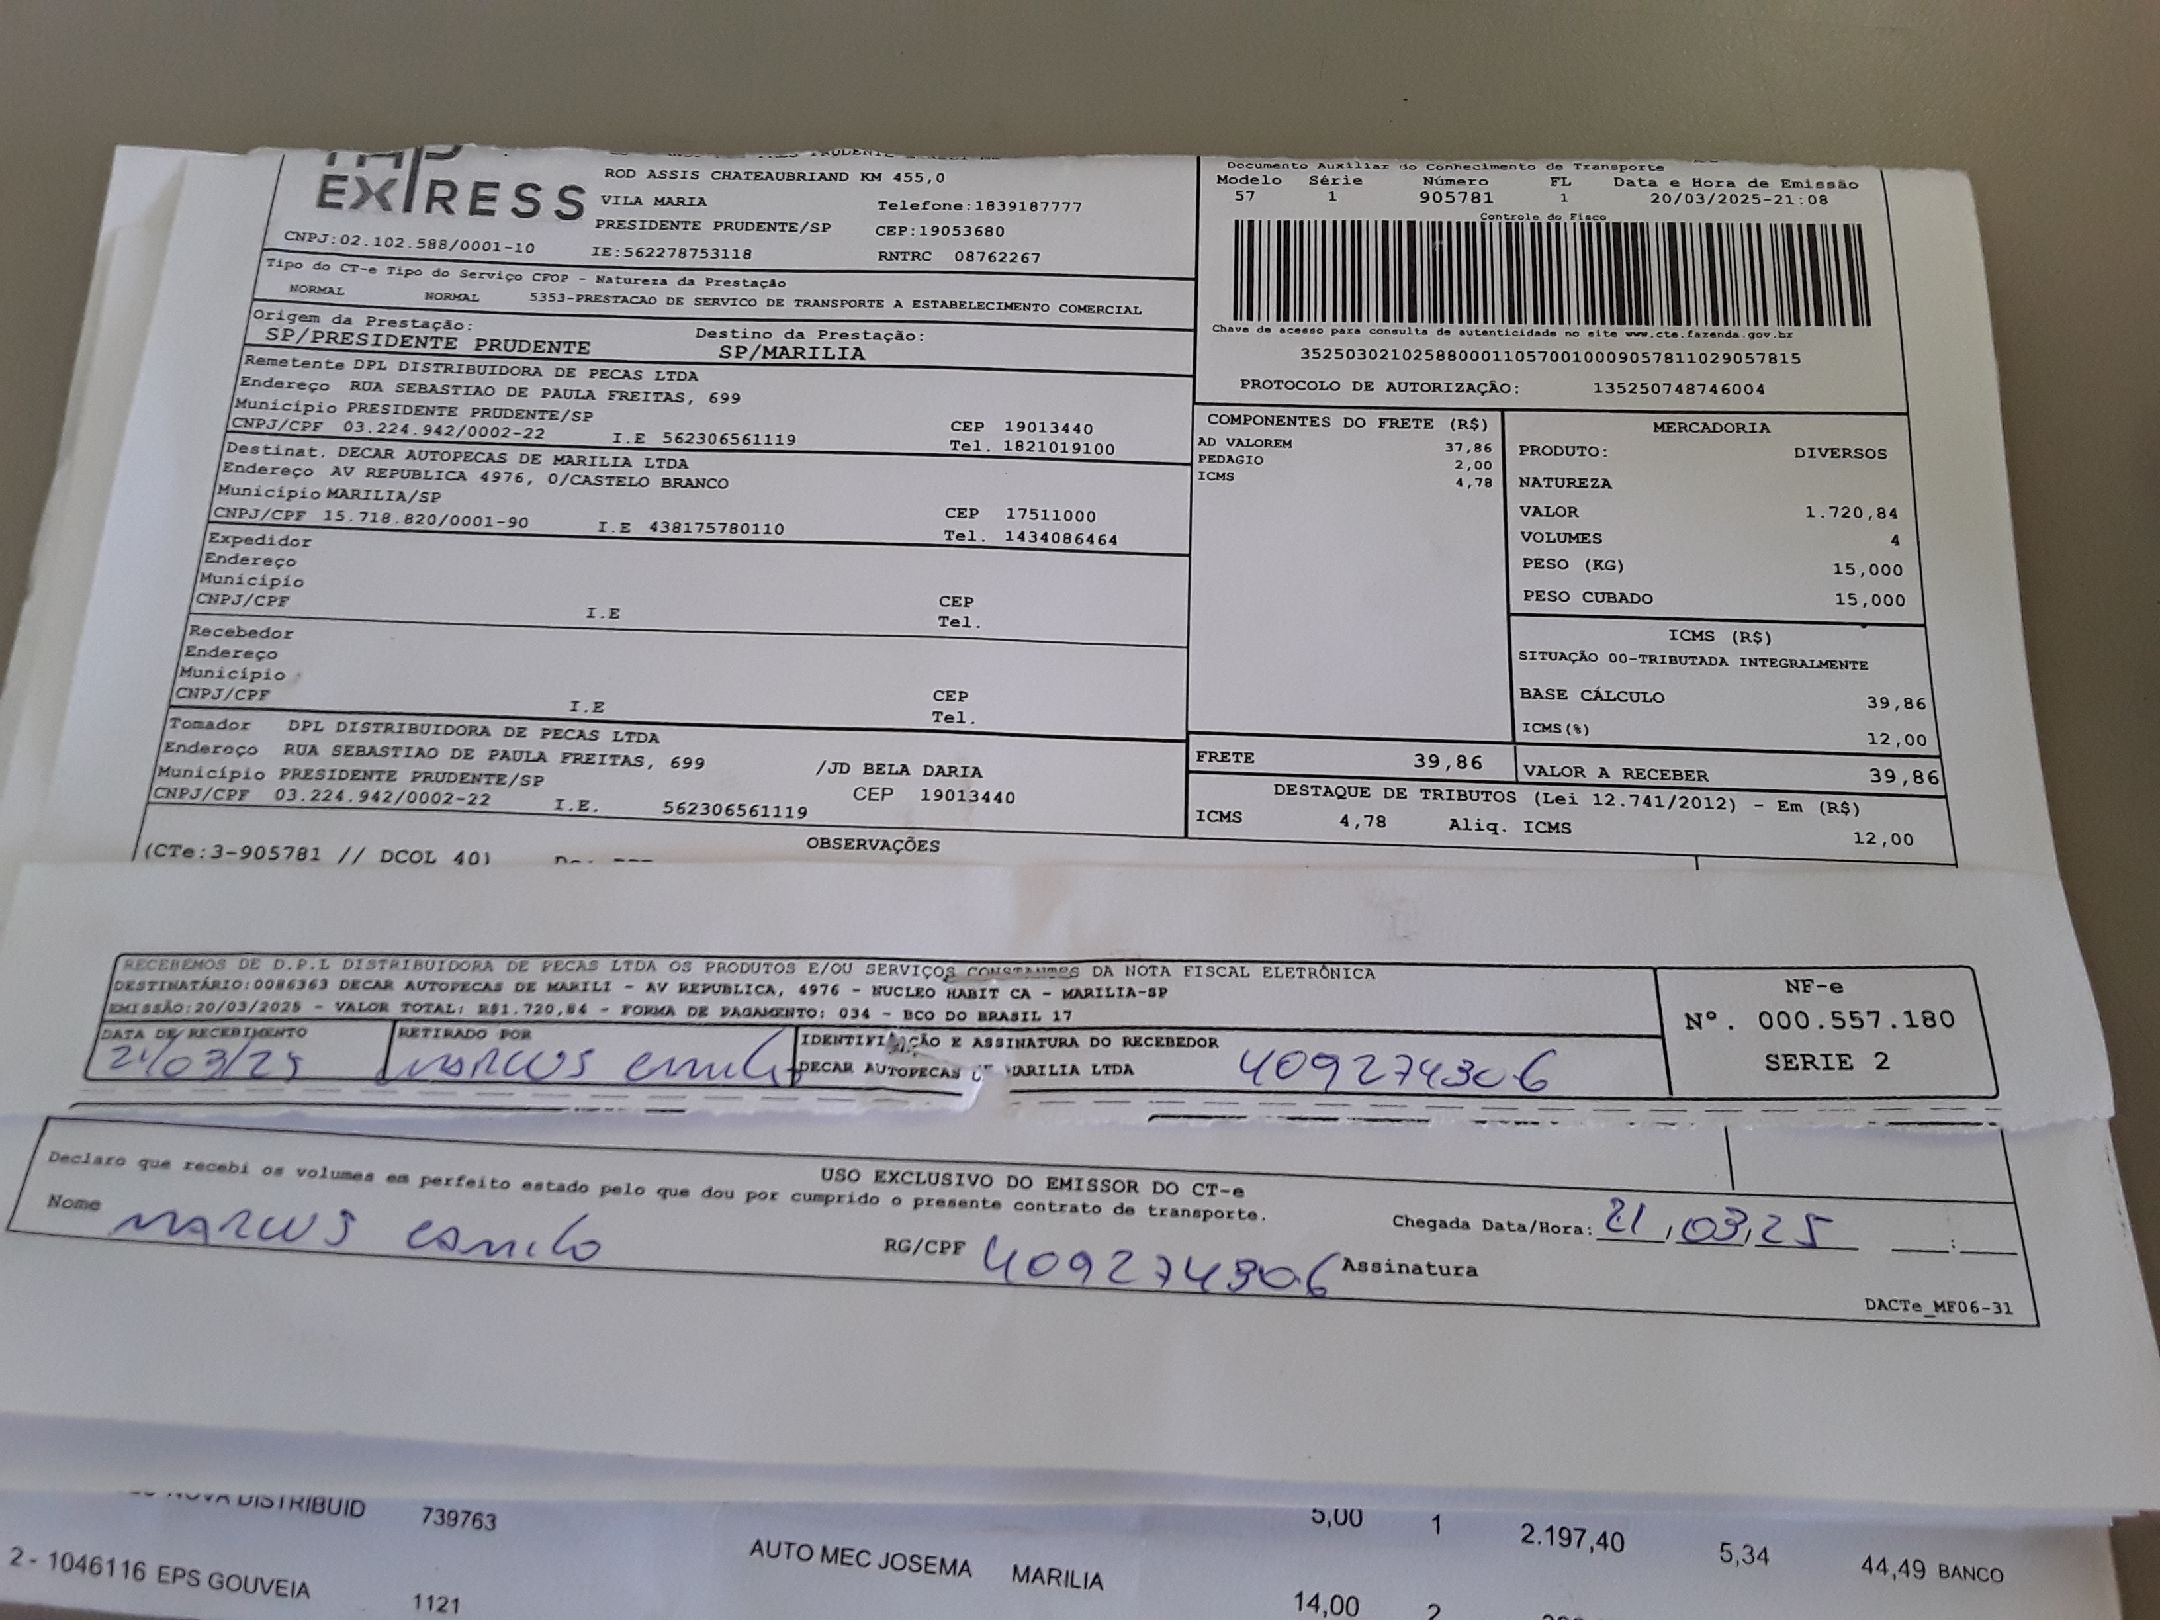 EXPRESS
ROD ASSIS CHATEAUBRIAND KM 455,0
VILA MARIA
Telefone:1839187777
PRESIDENTE PRUDENTE/SP
CEP:19053680
CNPJ:02.102.588/0001-10
IE:562278753118
RNTRC 08762267
Documento Auxiliar do Conhecimento de Transporte
Modelo Série Número FL Data e Hora de Emissão
57 1 905781 1 20/03/2025-21:08
Controle do Fisco
Tipo do CT-e Tipo do Serviço CFOP - Natureza da Prestação
NORMAL NORMAL 5353-PRESTACAO DE SERVICO DE TRANSPORTE A ESTABELECIMENTO COMERCIAL
Origem da Prestação: Destino da Prestação:
SP/PRESIDENTE PRUDENTE SP/MARILIA
Chave de acesso para consulta de autenticidade no site www.cte.fazenda.gov.br
35250302102588000110570010009057811029057815
PROTOCOLO DE AUTORIZAÇÃO: 135250748746004
Remetente DPL DISTRIBUIDORA DE PECAS LTDA
Endereço RUA SEBASTIAO DE PAULA FREITAS, 699
Município PRESIDENTE PRUDENTE/SP CEP 19013440
CNPJ/CPF 03.224.942/0002-22 I.E 562306561119 Tel. 1821019100
Destinat. DECAR AUTOPECAS DE MARILIA LTDA
Endereço AV REPUBLICA 4976, 0/CASTELO BRANCO
Município MARILIA/SP CEP 17511000
CNPJ/CPF 15.718.820/0001-90 I.E 438175780110 Tel. 1434086464
Expedidor
Endereço
Município CEP
CNPJ/CPF I.E Tel.
Recebedor
Endereço
Município CEP
CNPJ/CPF I.E Tel.
Tomador DPL DISTRIBUIDORA DE PECAS LTDA
Endereço RUA SEBASTIAO DE PAULA FREITAS, 699 /JD BELA DARIA
Município PRESIDENTE PRUDENTE/SP CEP 19013440
CNPJ/CPF 03.224.942/0002-22 I.E. 562306561119
COMPONENTES DO FRETE (R$)
AD VALOREM 37,86
PEDAGIO 2,00
ICMS 4,78
MERCADORIA
PRODUTO: DIVERSOS
NATUREZA
VALOR 1.720,84
VOLUMES 4
PESO (KG) 15,000
PESO CUBADO 15,000
ICMS (R$)
SITUAÇÃO 00-TRIBUTADA INTEGRALMENTE
BASE CÁLCULO 39,86
ICMS(%) 12,00
FRETE 39,86 VALOR A RECEBER 39,86
DESTAQUE DE TRIBUTOS (Lei 12.741/2012) - Em (R$)
ICMS 4,78 Aliq. ICMS 12,00
OBSERVAÇÕES
(CTe:3-905781 // DCOL 40)
RECEBEMOS DE D.P.L DISTRIBUIDORA DE PECAS LTDA OS PRODUTOS E/OU SERVIÇOS CONSTANTES DA NOTA FISCAL ELETRÔNICA
DESTINATÁRIO:0086363 DECAR AUTOPECAS DE MARILI - AV REPUBLICA, 4976 - NUCLEO HABIT CA - MARILIA-SP
EMISSÃO:20/03/2025 - VALOR TOTAL: R$1.720,84 - FORMA DE PAGAMENTO: 034 - BCO DO BRASIL 17
DATA DE RECEBIMENTO RETIRADO POR IDENTIFICAÇÃO E ASSINATURA DO RECEBEDOR
21/03/25 MARCUS Camilo DECAR AUTOPECAS DE MARILIA LTDA 409274306
NF-e
Nº. 000.557.180
SERIE 2
USO EXCLUSIVO DO EMISSOR DO CT-e
Declaro que recebi os volumes em perfeito estado pelo que dou por cumprido o presente contrato de transporte.
Nome MARCUS Camilo RG/CPF 409274306 Assinatura
Chegada Data/Hora: 21,03,25 :
DACTe_MF06-31
NOVA DISTRIBUID 739763 5,00 1 2.197,40 5,34 44,49 BANCO
AUTO MEC JOSEMA MARILIA
2 - 1046116 EPS GOUVEIA 1121 14,00 2